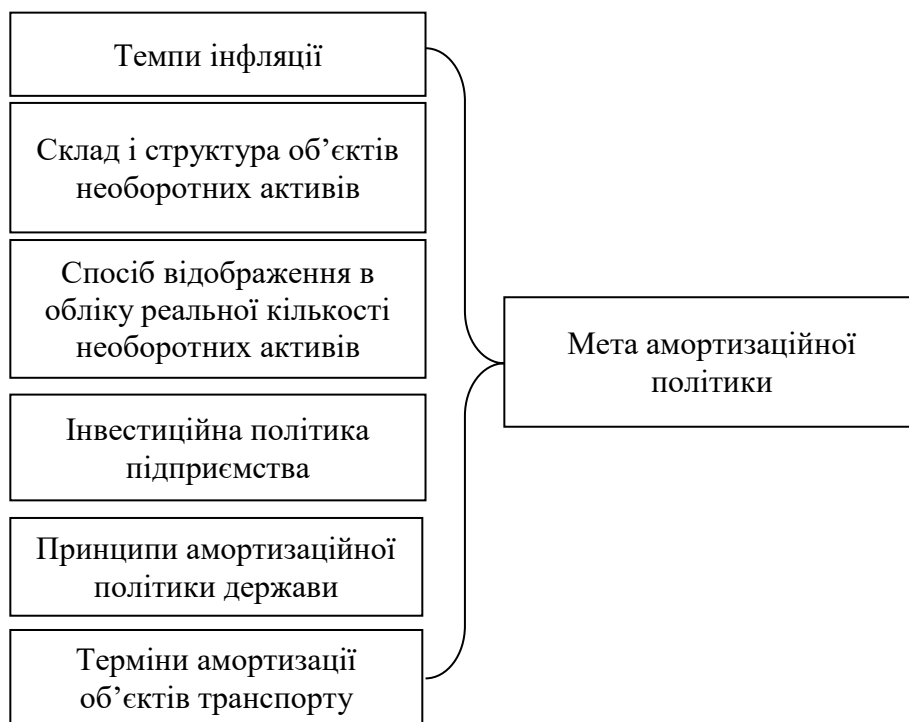 Темпи інфляції
Склад і структура об’єктів
необоротних активів
Спосіб відображення в
обліку реальної кількості
необоротних активів
Інвестиційна політика
підприємства
Принципи амортизаційної
політики держави
Терміни амортизації
об’єктів транспорту
Мета амортизаційної
політики